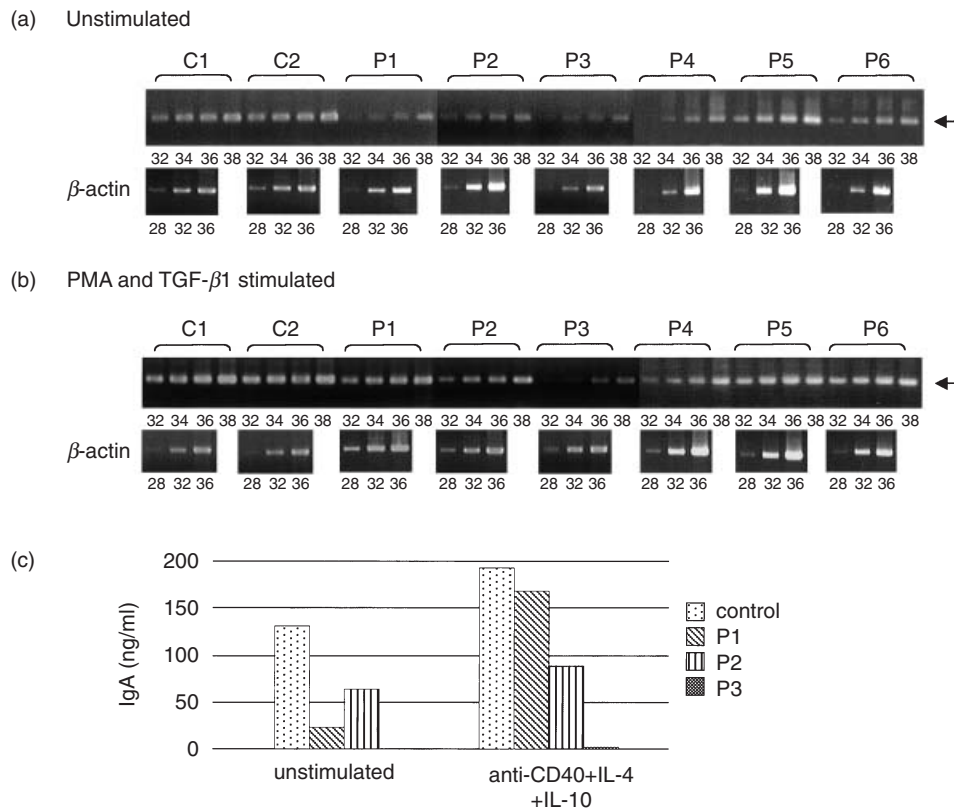 (a) Unstimulated
C1 C2 P1 P2 P3 P4 P5 P6
32 34 36 38 32 34 36 38 32 34 36 38 32 34 36 38 32 34 36 38 32 34 36 38 32 34 36 38 32 34 36 38
β-actin
28 32 36 28 32 36 28 32 36 28 32 36 28 32 36 28 32 36 28 32 36 28 32 36
(b) PMA and TGF-β1 stimulated
C1 C2 P1 P2 P3 P4 P5 P6
32 34 36 38 32 34 36 38 32 34 36 38 32 34 36 38 32 34 36 38 32 34 36 38 32 34 36 38 32 34 36 38
β-actin
28 32 36 28 32 36 28 32 36 28 32 36 28 32 36 28 32 36 28 32 36 28 32 36
(c)
IgA (ng/ml)
200
150
100
50
0
control
P1
P2
P3
unstimulated
anti-CD40+IL-4
+IL-10